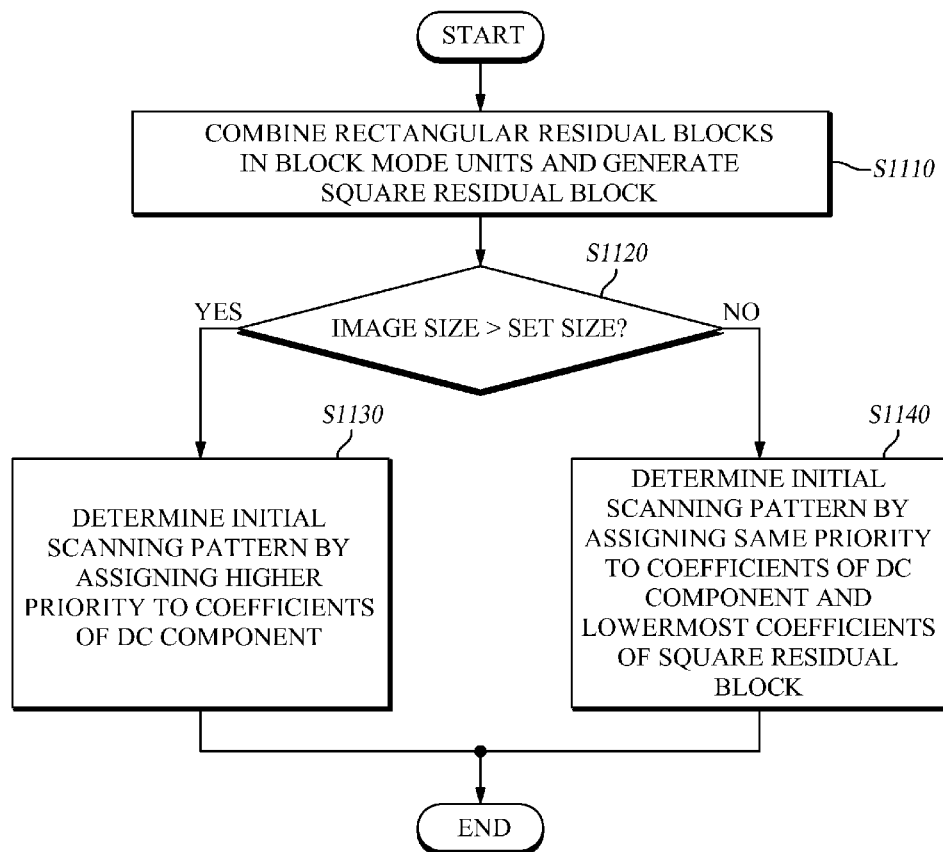 START
COMBINE RECTANGULAR RESIDUAL BLOCKS
IN BLOCK MODE UNITS AND GENERATE
SQUARE RESIDUAL BLOCK
S1110
S1120
YES
IMAGE SIZE > SET SIZE?
NO
S1130
DETERMINE INITIAL
SCANNING PATTERN BY
ASSIGNING HIGHER
PRIORITY TO COEFFICIENTS
OF DC COMPONENT
S1140
DETERMINE INITIAL
SCANNING PATTERN BY
ASSIGNING SAME PRIORITY
TO COEFFICIENTS OF DC
COMPONENT AND
LOWERMOST COEFFICIENTS
OF SQUARE RESIDUAL
BLOCK
END